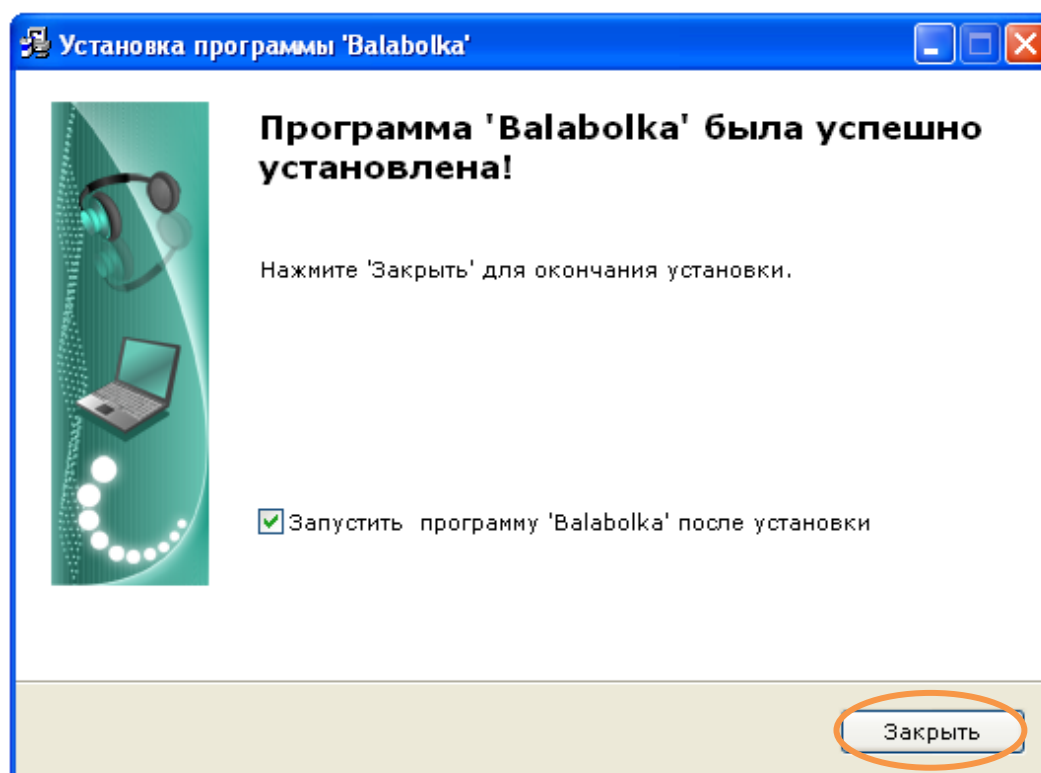 Установка программы 'Balabolka'
Программа 'Balabolka' была успешно
установлена!
Нажмите 'Закрыть' для окончания установки.
Запустить программу 'Balabolka' после установки
Закрыть